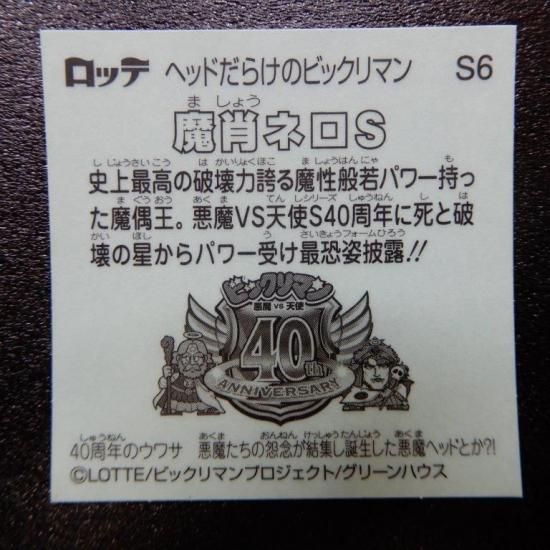 ロッテ ヘッドだらけのビックリマン S6
ま しょう
魔肖ネロS
し じょうさいこう は かいりょくほこ ま しょうはんにゃ も
史上最高の破壊力誇る魔性般若パワー持っ
ま ぐうおう あくま てんしシリーズ しゅうねん し は
た魔偶王。悪魔VS天使S40周年に死と破
かい ほし う さいきょうフォームひろう
壊の星からパワー受け最恐姿披露!!
ビックリマン
悪魔 VS 天使
40th
ANNIVERSARY
しゅうねん あくま おんねん けっしゅうたんじょう あくま
40周年のウワサ 悪魔たちの怨念が結集し誕生した悪魔ヘッドとか?!
©LOTTE/ビックリマンプロジェクト/グリーンハウス